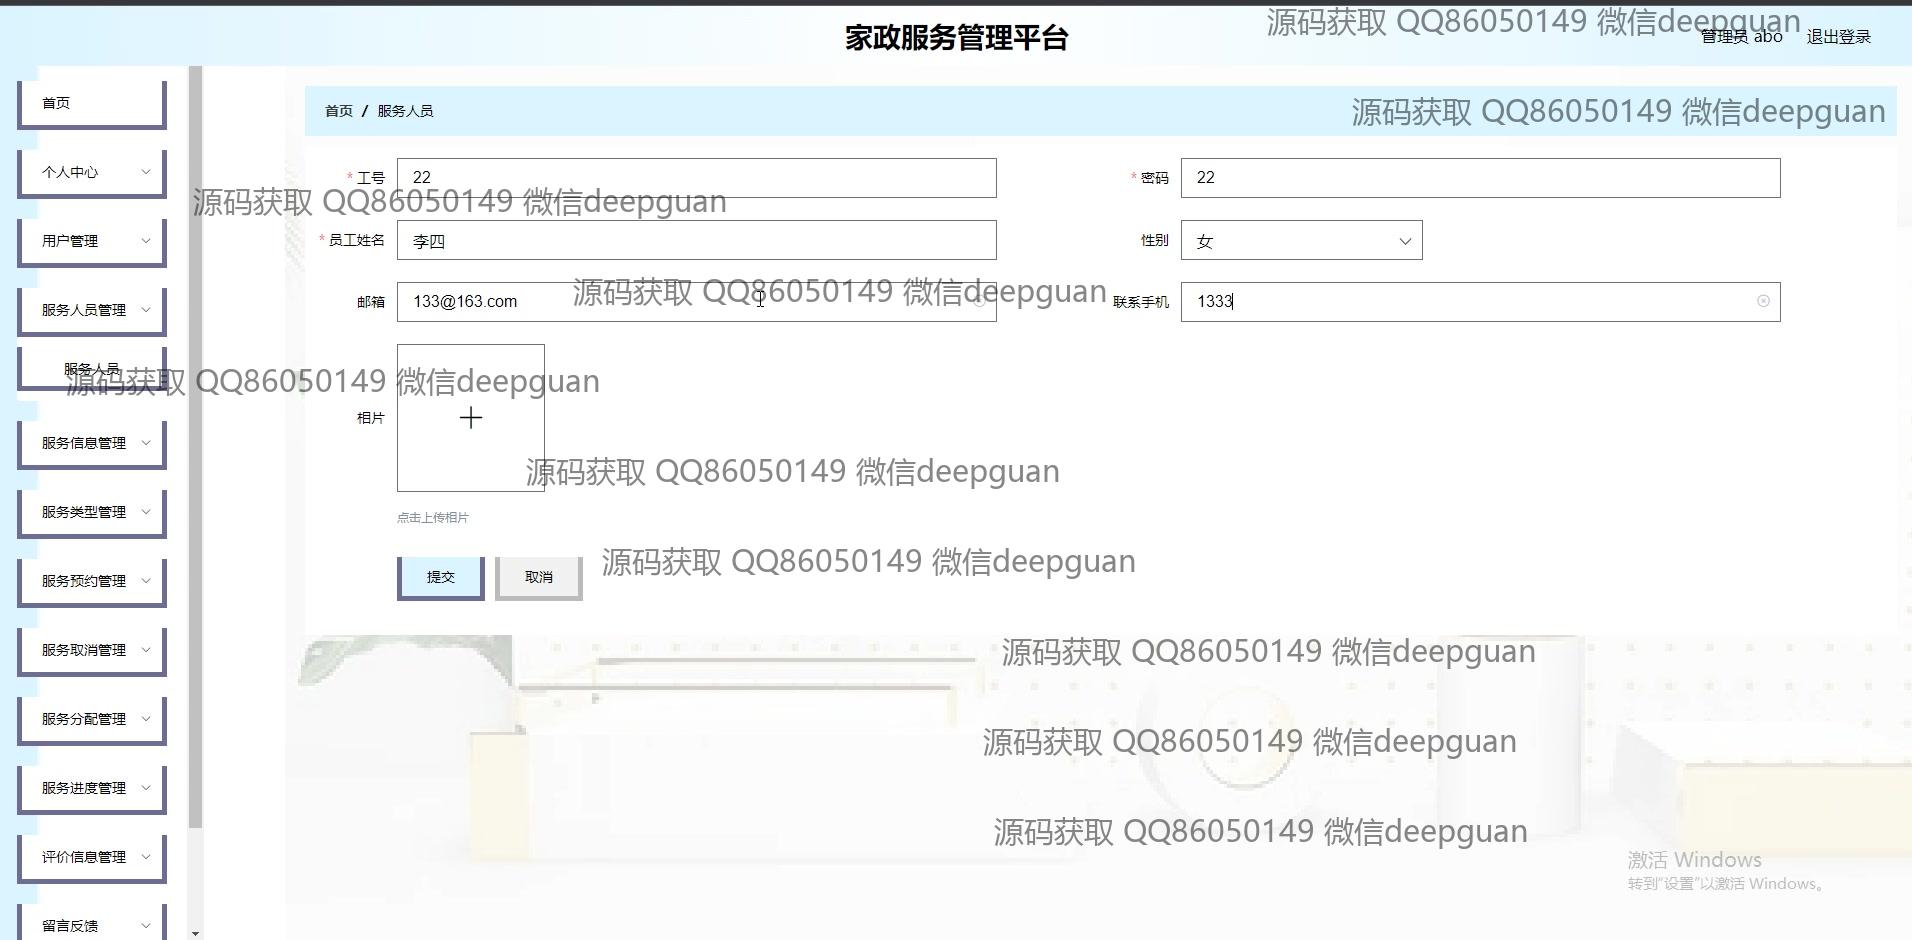 家政服务管理平台
源码获取 QQ86050149 微信deepguan
管理员 abo
退出登录
首页
首页 / 服务人员
源码获取 QQ86050149 微信deepguan
个人中心
* 工号
22
* 密码
22
源码获取 QQ86050149 微信deepguan
用户管理
* 员工姓名
李四
性别
女
服务人员管理
邮箱
133@163.com
源码获取 QQ86050149 微信deepguan
联系手机
1333
服务人员
源码获取 QQ86050149 微信deepguan
相片
服务信息管理
源码获取 QQ86050149 微信deepguan
服务类型管理
点击上传相片
源码获取 QQ86050149 微信deepguan
服务预约管理
提交
取消
服务取消管理
源码获取 QQ86050149 微信deepguan
服务分配管理
源码获取 QQ86050149 微信deepguan
服务进度管理
源码获取 QQ86050149 微信deepguan
评价信息管理
激活 Windows
转到"设置"以激活 Windows。
留言反馈